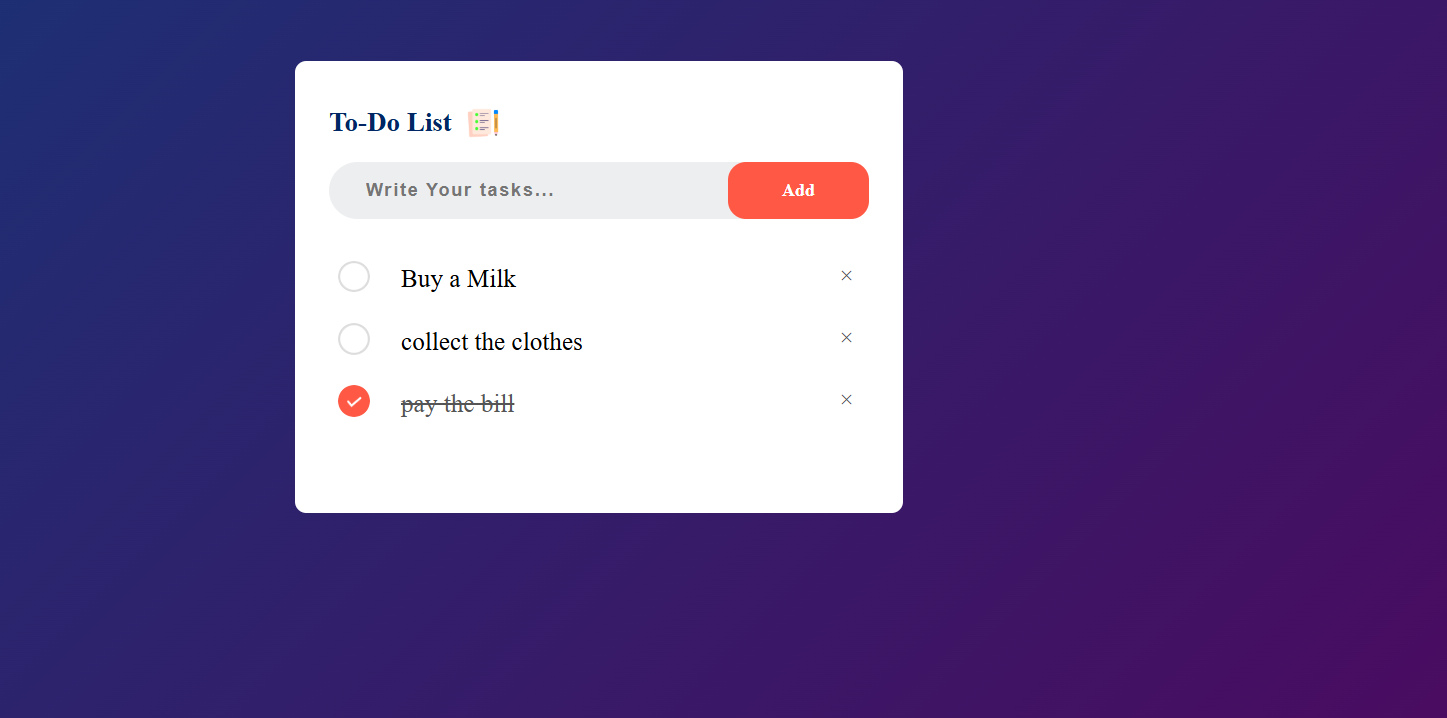 To-Do List
Write Your tasks...
Add
Buy a Milk
collect the clothes
pay the bill